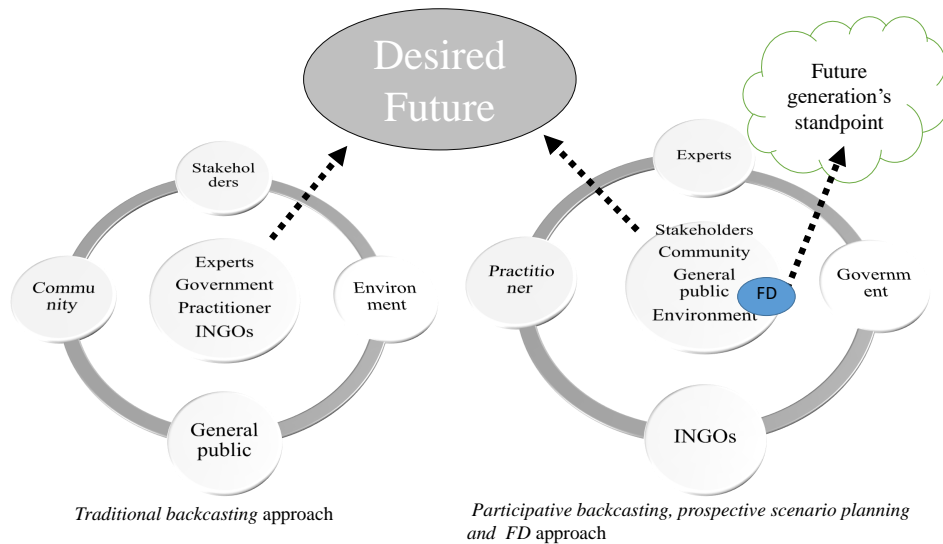 Desired
Future
Future
generation’s
standpoint
Stakehol
ders
Commu
nity
Experts
Government
Practitioner
INGOs
Environ
ment
General
public
Experts
Practitio
ner
Stakeholders
Community
General
public
Environment
FD
Governm
ent
INGOs
Traditional backcasting approach
Participative backcasting, prospective scenario planning
and FD approach